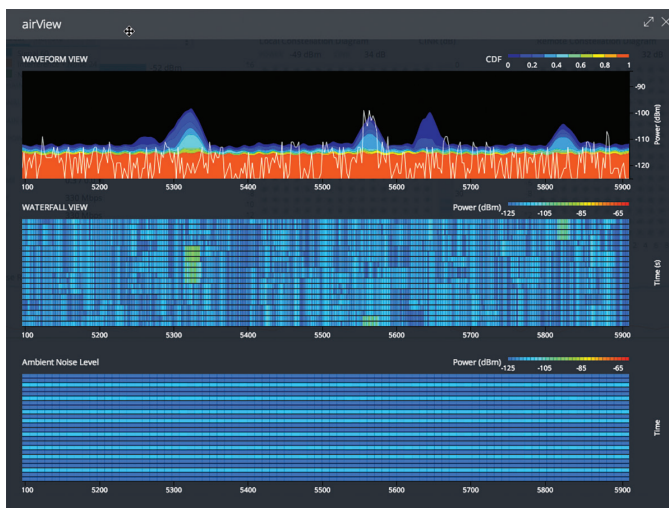 airView
WAVEFORM VIEW
CDF 0 0.2 0.4 0.6 0.8 1
-90
-100
-110
-120
Power (dBm)
100 5200 5300 5400 5500 5600 5700 5800 5900
WATERFALL VIEW
Power (dBm) -125 -105 -85 -65
Time (s)
100 5200 5300 5400 5500 5600 5700 5800 5900
Ambient Noise Level
Power (dBm) -125 -105 -85 -65
Time
100 5200 5300 5400 5500 5600 5700 5800 5900